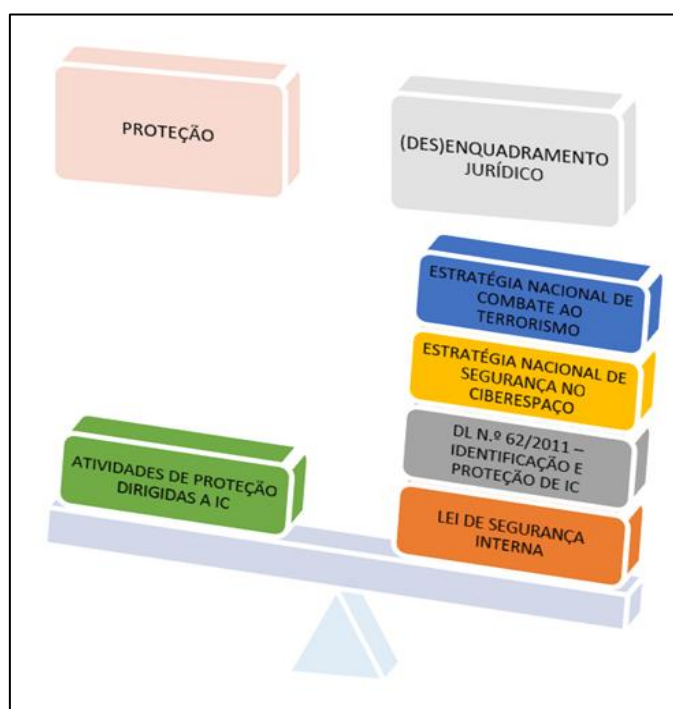 PROTEÇÃO
(DES)ENQUADRAMENTO
JURÍDICO
ESTRATÉGIA NACIONAL DE
COMBATE AO
TERRORISMO
ESTRATÉGIA NACIONAL DE
SEGURANÇA NO
CIBERESPAÇO
DL N.º 62/2011 –
IDENTIFICAÇÃO E
PROTEÇÃO DE IC
LEI DE SEGURANÇA
INTERNA
ATIVIDADES DE PROTEÇÃO
DIRIGIDAS A IC